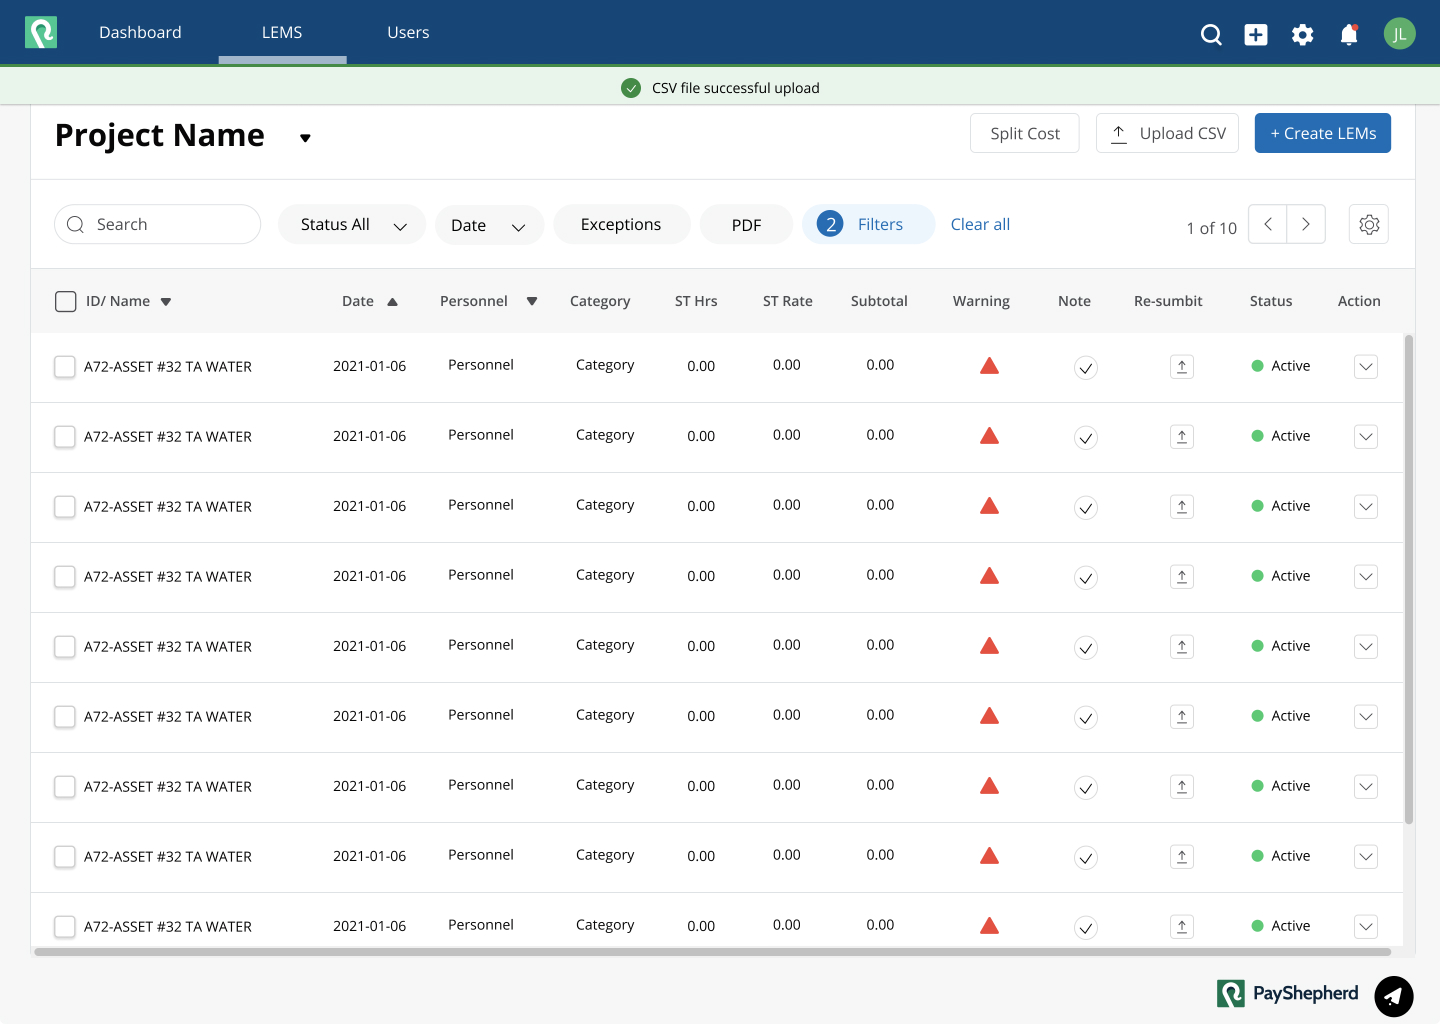 Dashboard LEMS Users JL
CSV file successful upload
Project Name Split Cost Upload CSV + Create LEMs
Search Status All Date Exceptions PDF 2 Filters Clear all 1 of 10
ID/ Name Date Personnel Category ST Hrs ST Rate Subtotal Warning Note Re-sumbit Status Action
A72-ASSET #32 TA WATER 2021-01-06 Personnel Category 0.00 0.00 0.00 Active
A72-ASSET #32 TA WATER 2021-01-06 Personnel Category 0.00 0.00 0.00 Active
A72-ASSET #32 TA WATER 2021-01-06 Personnel Category 0.00 0.00 0.00 Active
A72-ASSET #32 TA WATER 2021-01-06 Personnel Category 0.00 0.00 0.00 Active
A72-ASSET #32 TA WATER 2021-01-06 Personnel Category 0.00 0.00 0.00 Active
A72-ASSET #32 TA WATER 2021-01-06 Personnel Category 0.00 0.00 0.00 Active
A72-ASSET #32 TA WATER 2021-01-06 Personnel Category 0.00 0.00 0.00 Active
A72-ASSET #32 TA WATER 2021-01-06 Personnel Category 0.00 0.00 0.00 Active
A72-ASSET #32 TA WATER 2021-01-06 Personnel Category 0.00 0.00 0.00 Active
PayShepherd